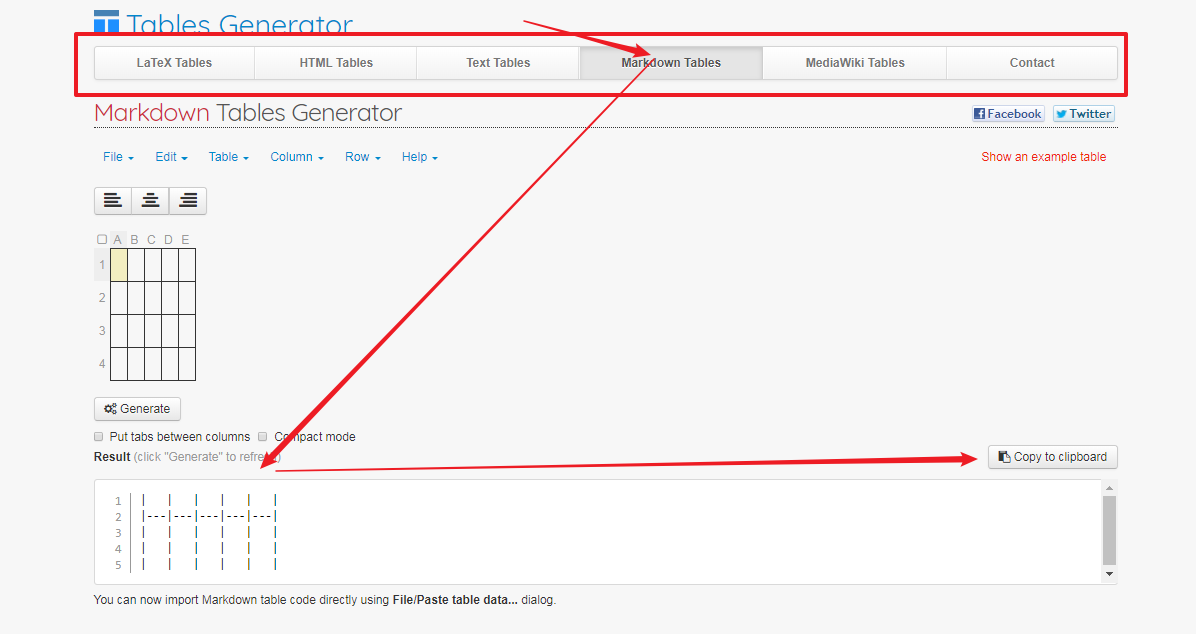 Tables Generator
LaTeX Tables HTML Tables Text Tables Markdown Tables MediaWiki Tables Contact
Markdown Tables Generator Facebook Twitter
File Edit Table Column Row Help Show an example table
A B C D E
1
2
3
4
Generate
Put tabs between columns Compact mode
Result (click "Generate" to refresh) Copy to clipboard
1 | | | | | |
2 |---|---|---|---|---|
3 | | | | | |
4 | | | | | |
5 | | | | | |
You can now import Markdown table code directly using File/Paste table data... dialog.